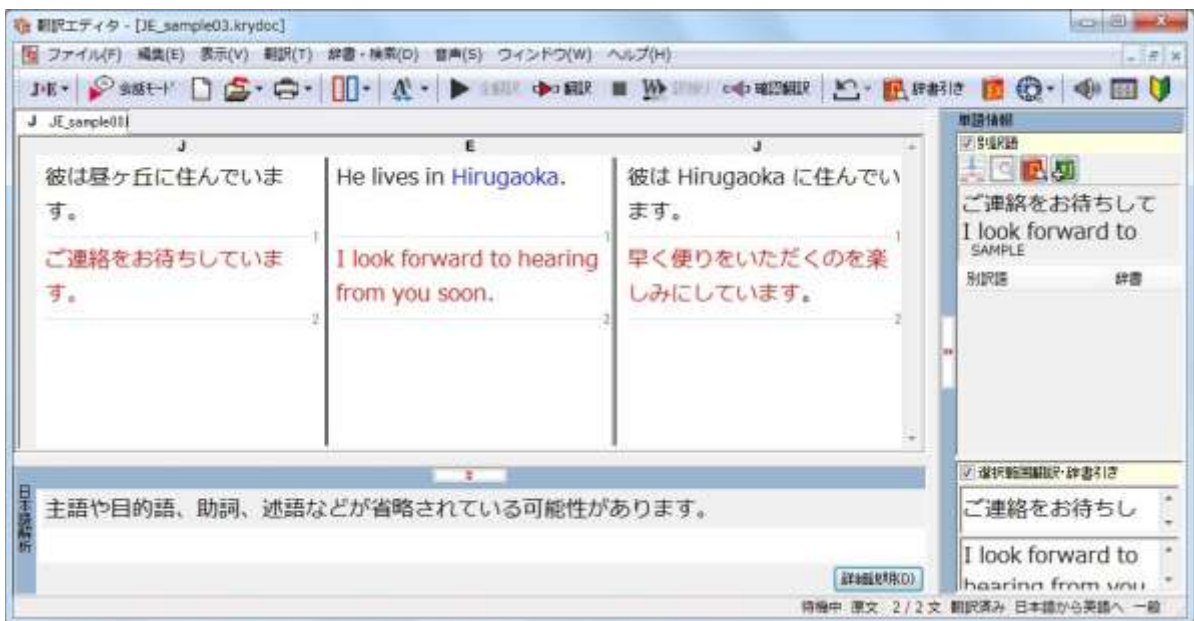 翻訳エディタ - [JE_sample03.krydoc]
ファイル(F) 編集(E) 表示(V) 翻訳(T) 辞書・検索(D) 音声(S) ウィンドウ(W) ヘルプ(H)
J▸E 会話モード 翻訳 確認翻訳 辞書引き
J JE_sample03
J E J
彼は昼ヶ丘に住んでいま
す。
He lives in Hirugaoka.
彼は Hirugaoka に住んでい
ます。
1 1 1
ご連絡をお待ちしていま
す。
I look forward to hearing
from you soon.
早く便りをいただくのを楽
しみにしています。
2 2 2
日本語解析
主語や目的語、助詞、述語などが省略されている可能性があります。
詳細説明(D)
単語情報
別訳語
ご連絡をお待ちして
I look forward to
SAMPLE
別訳語 辞書
選択範囲翻訳・辞書引き
ご連絡をお待ちし
I look forward to
hearing from you
待機中 原文 2 / 2 文 翻訳済み 日本語から英語へ 一般